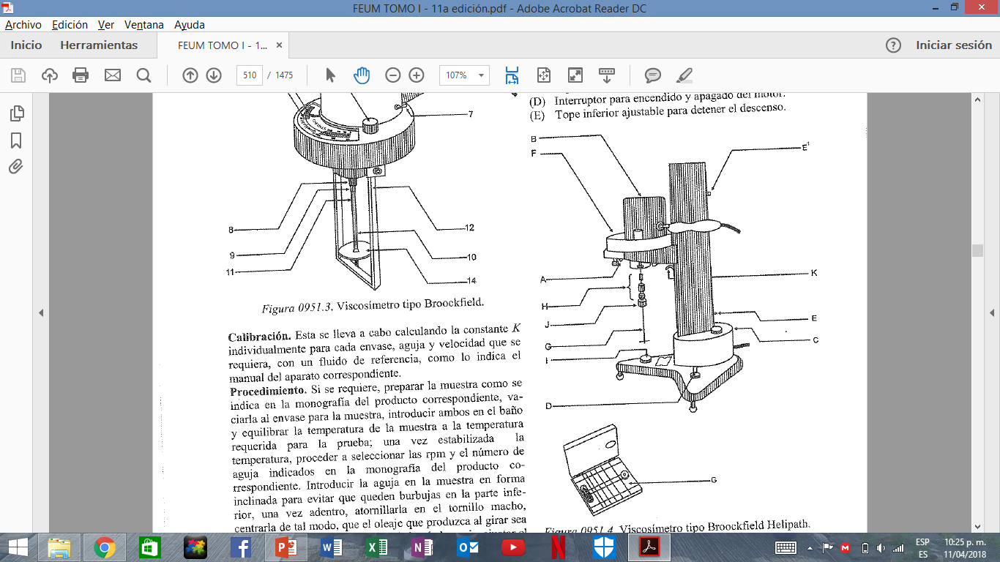 FEUM TOMO I - 11a edición.pdf - Adobe Acrobat Reader DC
Archivo Edición Ver Ventana Ayuda
Inicio Herramientas FEUM TOMO I - 1... × Iniciar sesión
510 / 1475 107%
7
8
9
11
12
10
14
Figura 0951.3. Viscosímetro tipo Broockfield.
Calibración. Esta se lleva a cabo calculando la constante K
individualmente para cada envase, aguja y velocidad que se
requiera, con un fluido de referencia, como lo indica el
manual del aparato correspondiente.
Procedimiento. Si se requiere, preparar la muestra como se
indica en la monografía del producto correspondiente, va-
ciarla al envase para la muestra, introducir ambos en el baño
y equilibrar la temperatura de la muestra a la temperatura
requerida para la prueba; una vez estabilizada la
temperatura, proceder a seleccionar las rpm y el número de
aguja indicados en la monografía del producto co-
rrespondiente. Introducir la aguja en la muestra en forma
inclinada para evitar que queden burbujas en la parte infe-
rior, una vez adentro, atornillarla en el tornillo macho,
centrarla de tal modo, que el oleaje que produzca al girar sea
(D) Interruptor para encendido y apagado del motor.
(E) Tope inferior ajustable para detener el descenso.
B
F
E'
A
H
J
G
I
D
K
E
C
G
Figura 0951.4. Viscosímetro tipo Broockfield Helipath.
ESP
ES
10:25 p. m.
11/04/2018